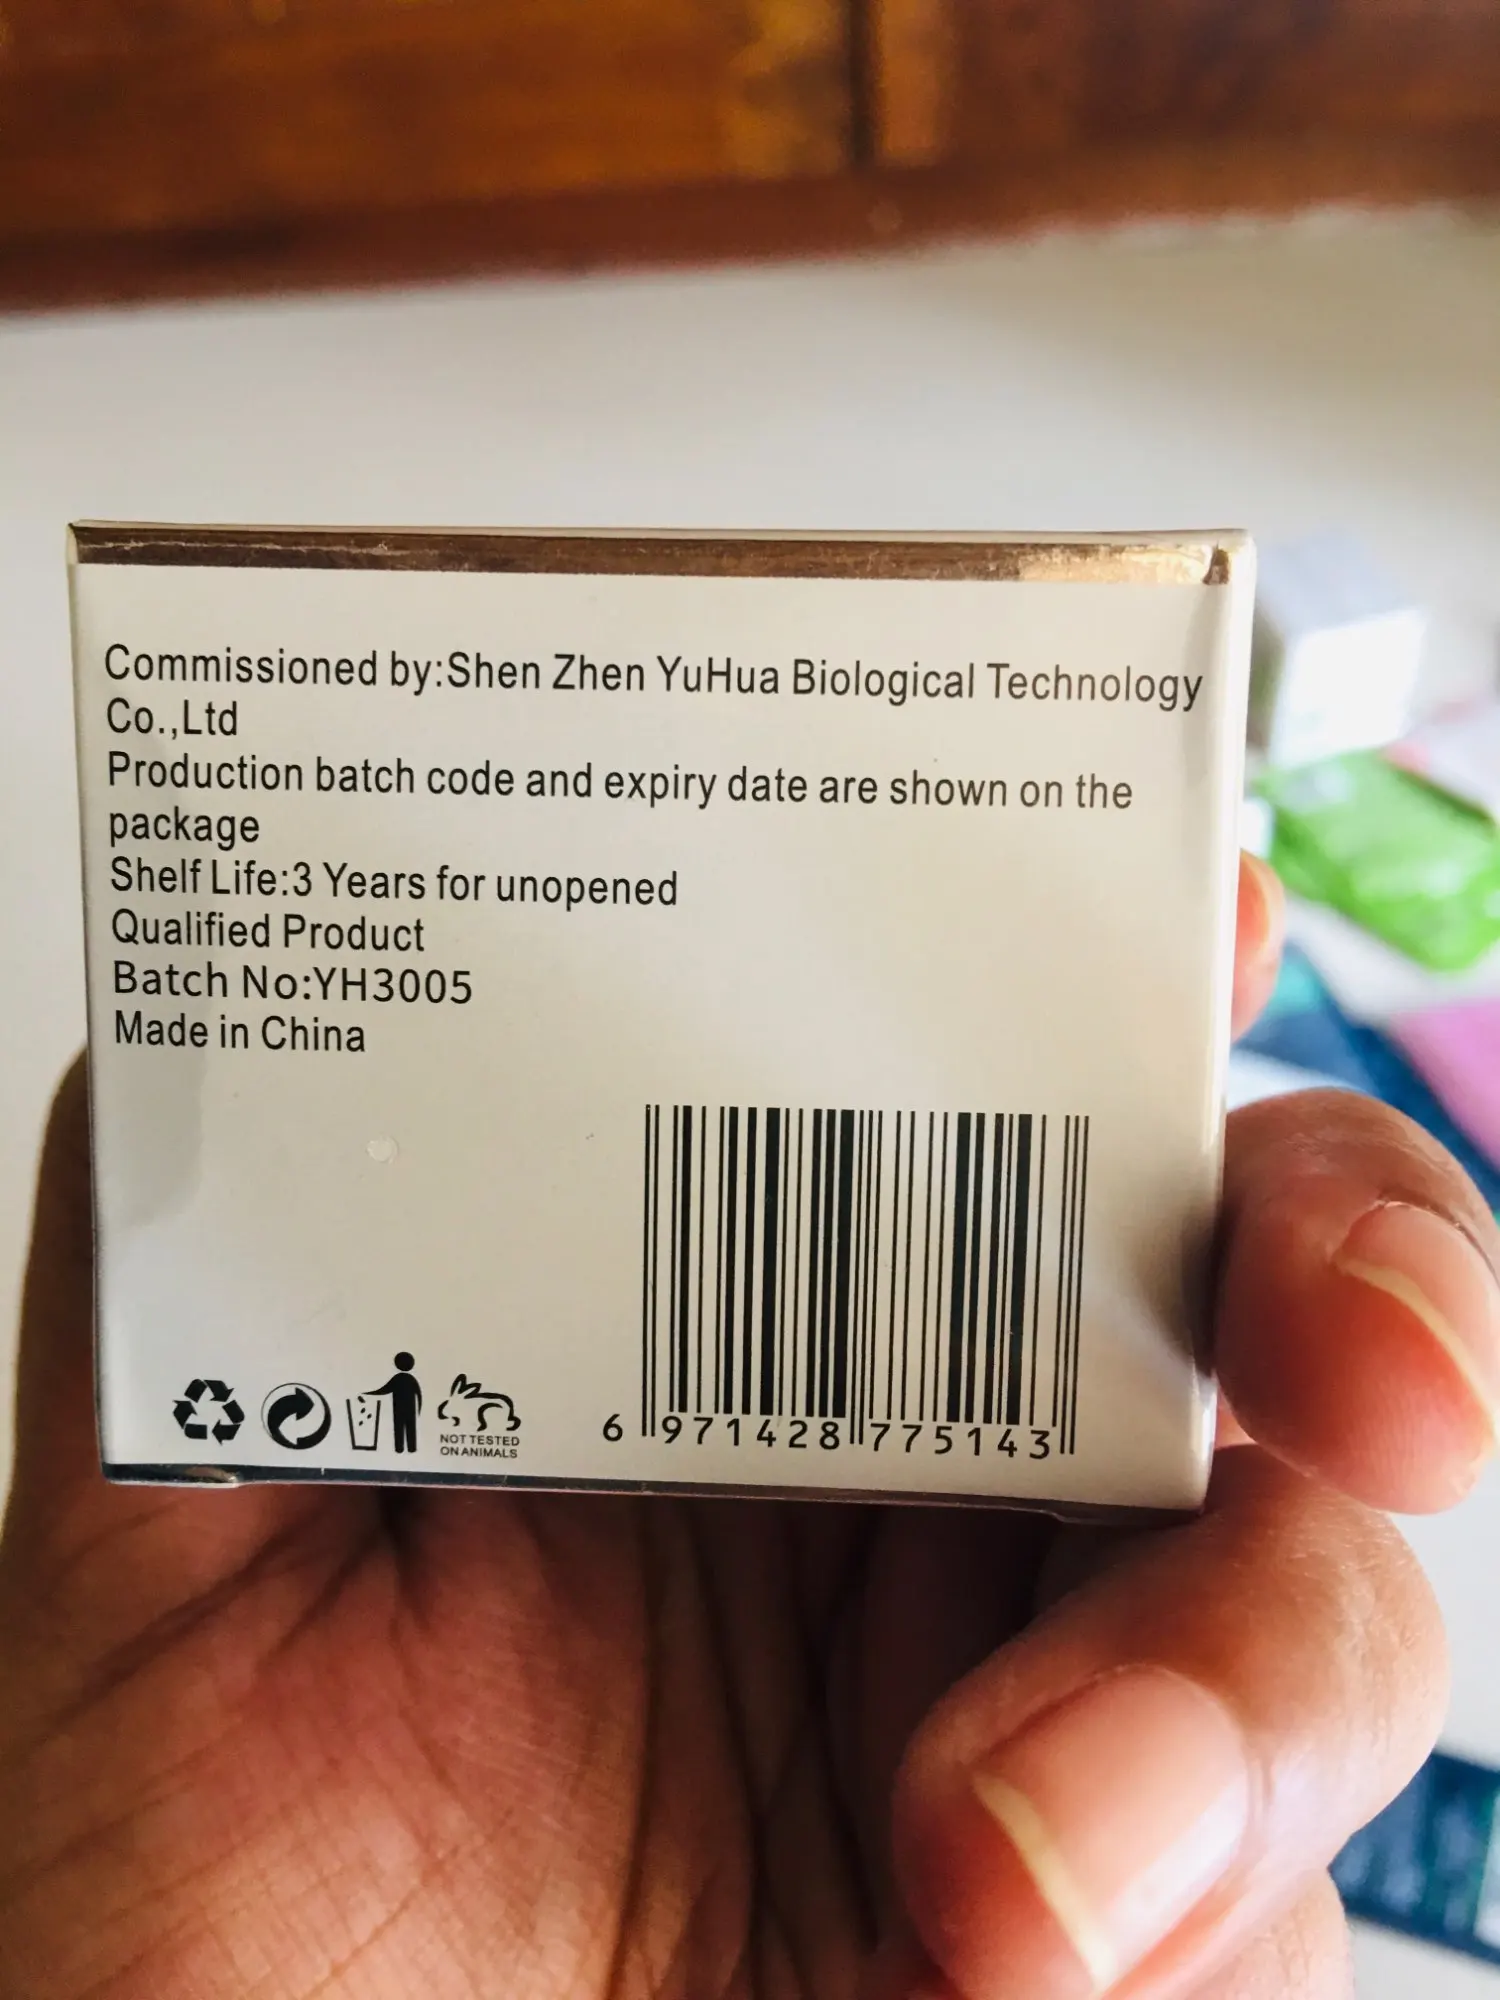 Commissioned by:Shen Zhen YuHua Biological Technology
Co.,Ltd
Production batch code and expiry date are shown on the
package
Shelf Life:3 Years for unopened
Qualified Product
Batch No:YH3005
Made in China
NOT TESTED
ON ANIMALS
6 971428 775143